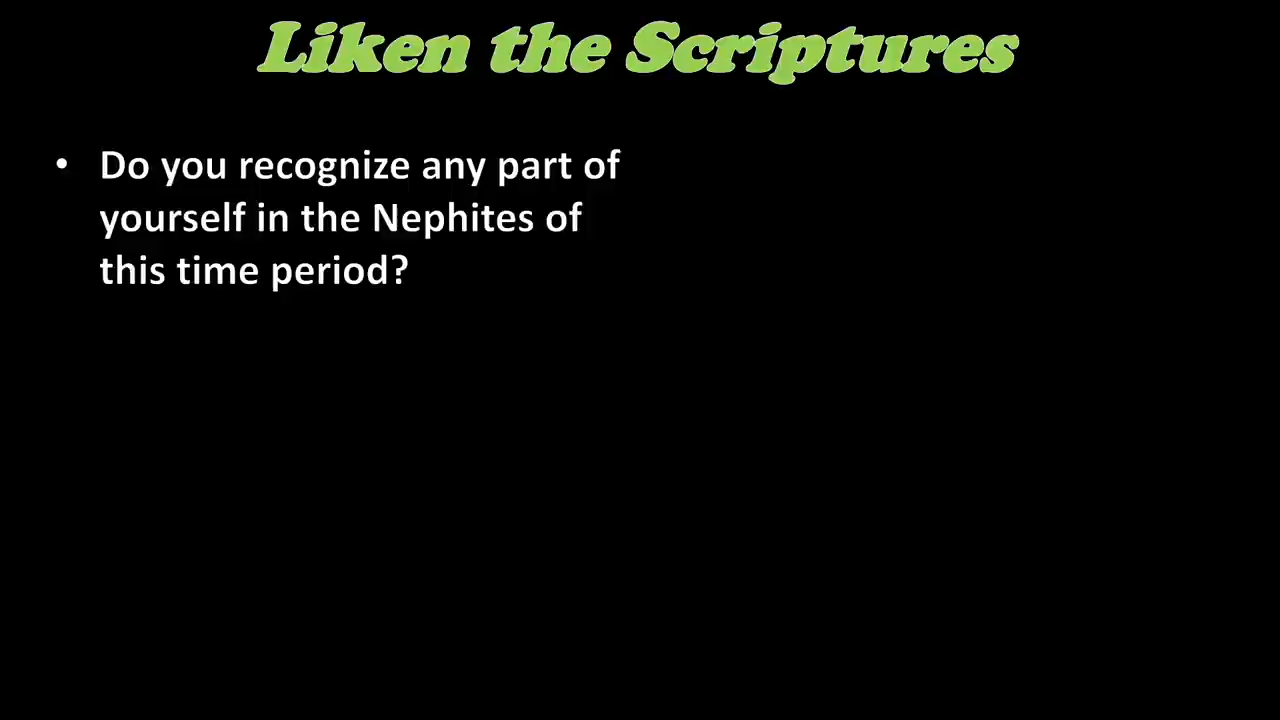 Liken the Scriptures
• Do you recognize any part of
yourself in the Nephites of
this time period?